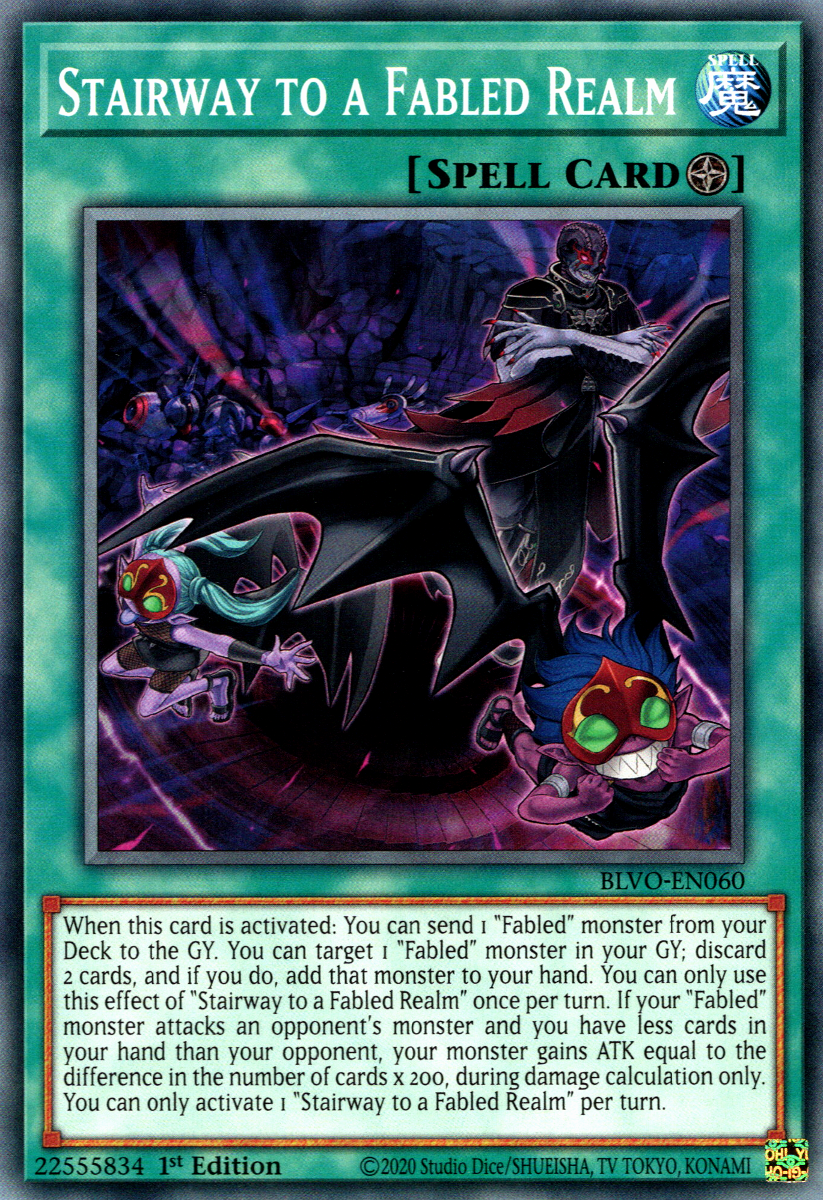 STAIRWAY TO A FABLED REALM
SPELL
魔
[SPELL CARD]
BLVO-EN060
When this card is activated: You can send 1 "Fabled" monster from your
Deck to the GY. You can target 1 "Fabled" monster in your GY; discard
2 cards, and if you do, add that monster to your hand. You can only use
this effect of "Stairway to a Fabled Realm" once per turn. If your "Fabled"
monster attacks an opponent's monster and you have less cards in
your hand than your opponent, your monster gains ATK equal to the
difference in the number of cards x 200, during damage calculation only.
You can only activate 1 "Stairway to a Fabled Realm" per turn.
22555834 1st Edition ©2020 Studio Dice/SHUEISHA, TV TOKYO, KONAMI